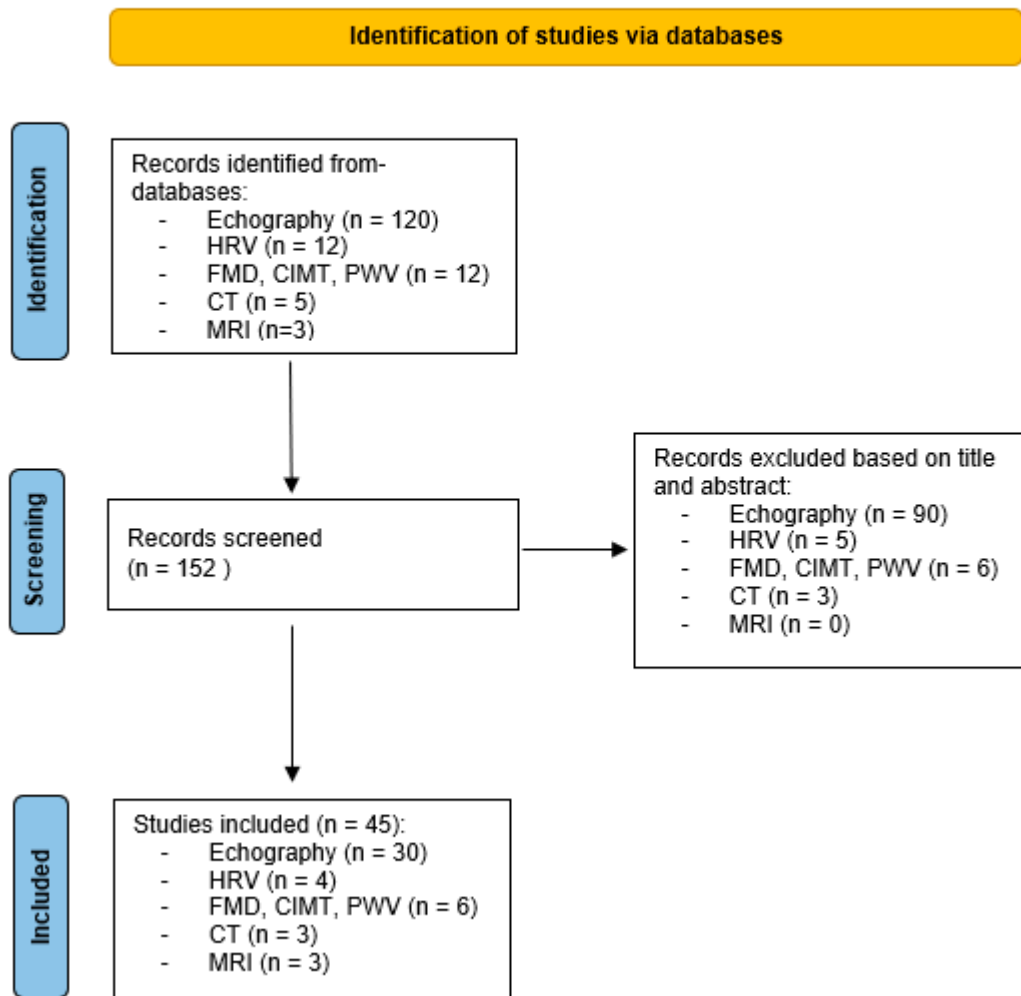 Identification of studies via databases
Identification
Records identified from-
databases:
- Echography (n = 120)
- HRV (n = 12)
- FMD, CIMT, PWV (n = 12)
- CT (n = 5)
- MRI (n=3)
Screening
Records screened
(n = 152 )
Records excluded based on title
and abstract:
- Echography (n = 90)
- HRV (n = 5)
- FMD, CIMT, PWV (n = 6)
- CT (n = 3)
- MRI (n = 0)
Included
Studies included (n = 45):
- Echography (n = 30)
- HRV (n = 4)
- FMD, CIMT, PWV (n = 6)
- CT (n = 3)
- MRI (n = 3)